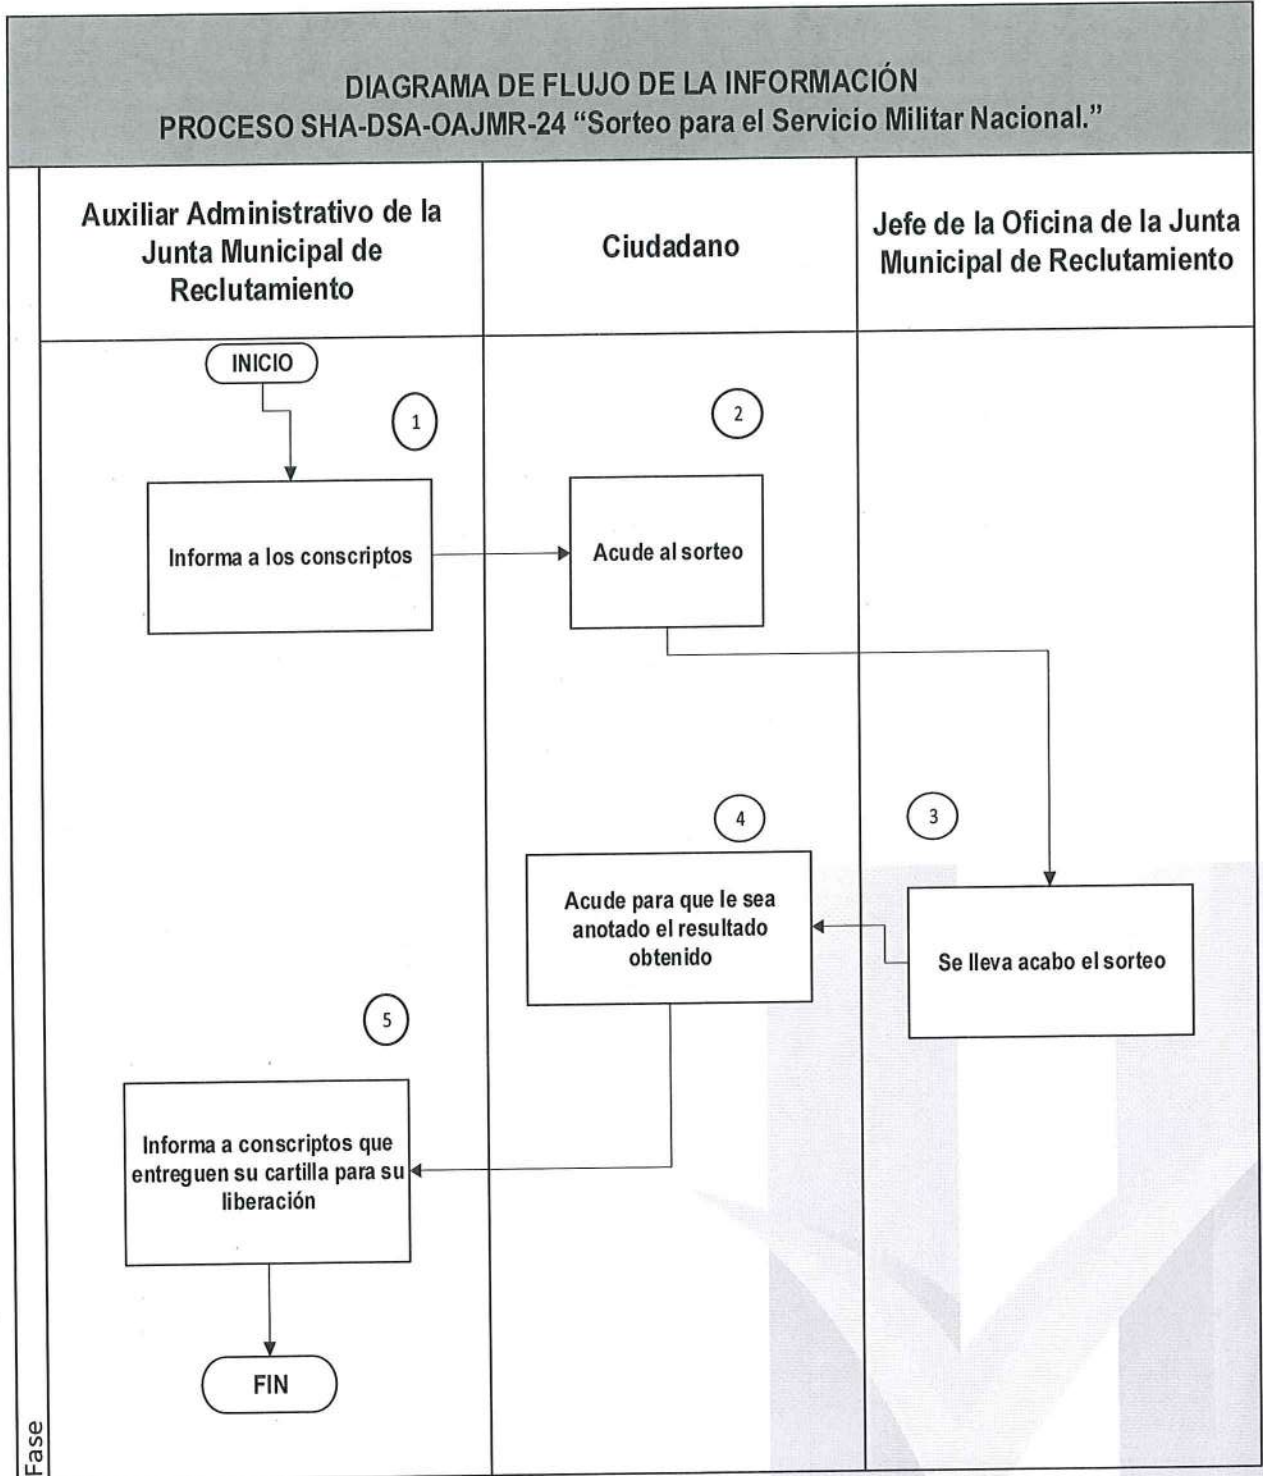 DIAGRAMA DE FLUJO DE LA INFORMACIÓN
PROCESO SHA-DSA-OAJMR-24 “Sorteo para el Servicio Militar Nacional.”
Auxiliar Administrativo de la
Junta Municipal de
Reclutamiento
Ciudadano
Jefe de la Oficina de la Junta
Municipal de Reclutamiento
INICIO
1
2
Informa a los conscriptos
Acude al sorteo
4
3
Acude para que le sea
anotado el resultado
obtenido
Se lleva acabo el sorteo
5
Informa a conscriptos que
entreguen su cartilla para su
liberación
FIN
Fase